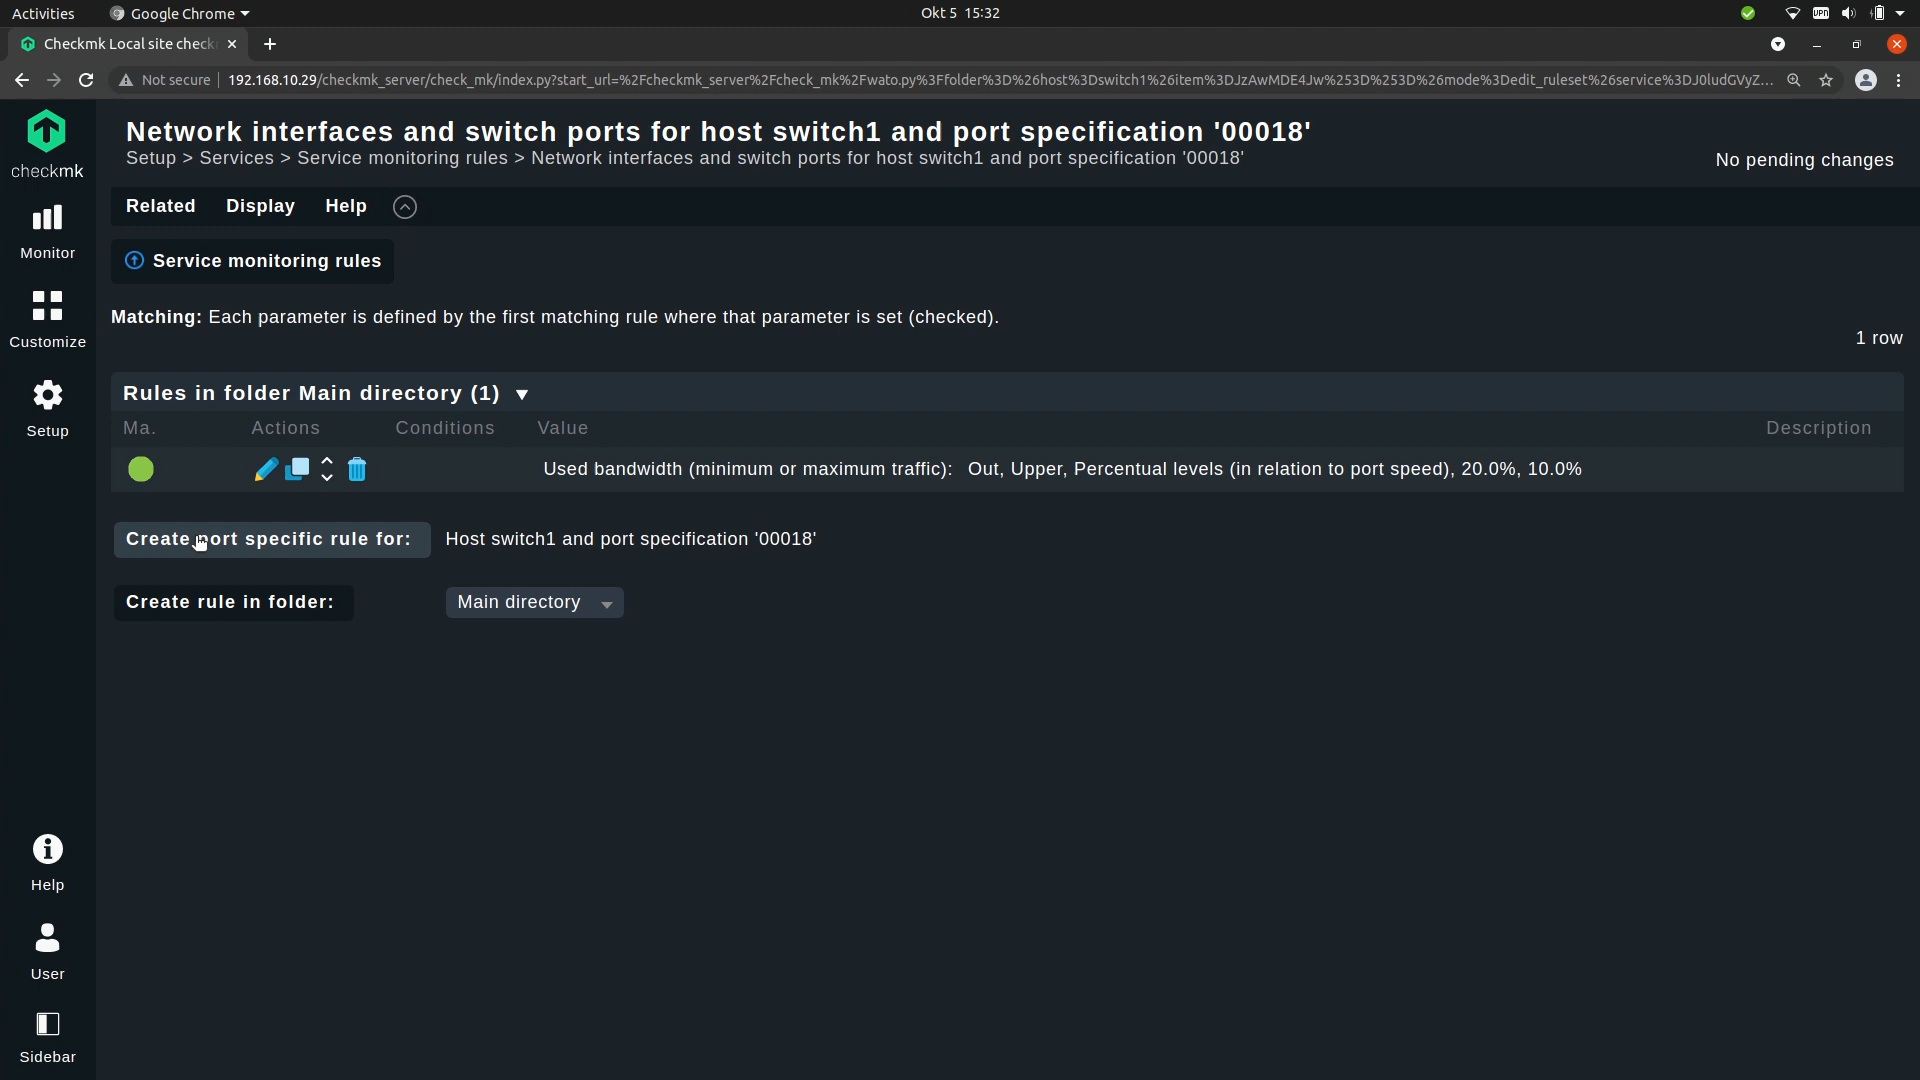 Activities
Google Chrome
Okt 5 15:32
VPN
Checkmk Local site check
Not secure
192.168.10.29/checkmk_server/check_mk/index.py?start_url=%2Fcheckmk_server%2Fcheck_mk%2Fwato.py%3Ffolder%3D%26host%3Dswitch1%26item%3DJzAwMDE4Jw%253D%253D%26mode%3Dedit_ruleset%26service%3DJ0ludGVyZ...
checkmk
Network interfaces and switch ports for host switch1 and port specification '00018'
Setup > Services > Service monitoring rules > Network interfaces and switch ports for host switch1 and port specification '00018'
No pending changes
Related
Display
Help
Monitor
Service monitoring rules
Matching: Each parameter is defined by the first matching rule where that parameter is set (checked).
1 row
Customize
Rules in folder Main directory (1)
Setup
Ma.
Actions
Conditions
Value
Description
Used bandwidth (minimum or maximum traffic): Out, Upper, Percentual levels (in relation to port speed), 20.0%, 10.0%
Create port specific rule for:
Host switch1 and port specification '00018'
Create rule in folder:
Main directory
Help
User
Sidebar